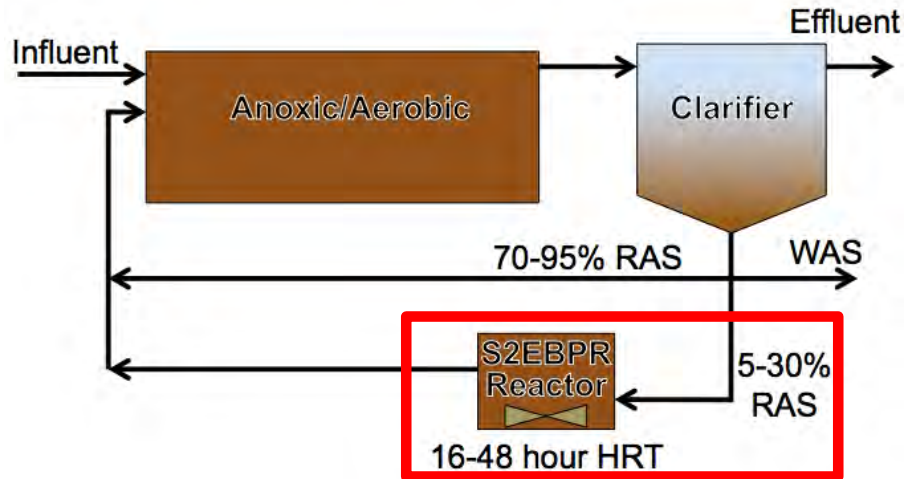 Influent
Effluent
Anoxic/Aerobic
Clarifier
70-95% RAS
WAS
S2EBPR
Reactor
5-30%
RAS
16-48 hour HRT